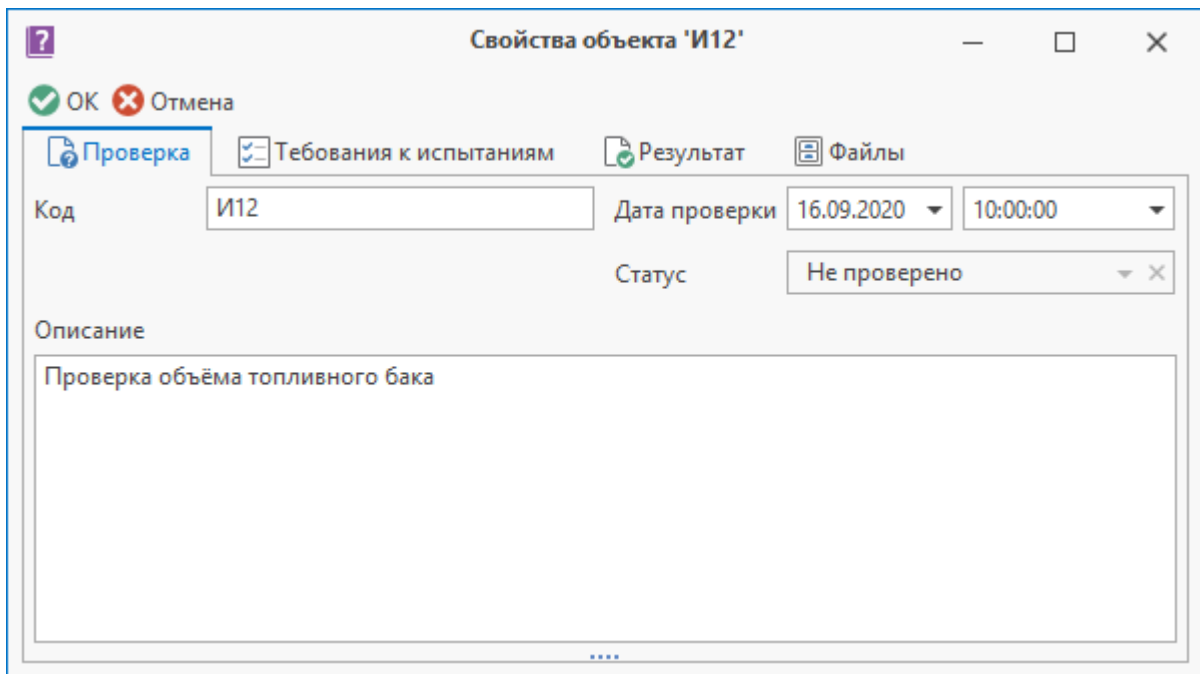 Свойства объекта 'И12'
ОК Отмена
Проверка Тебования к испытаниям Результат Файлы
Код И12 Дата проверки 16.09.2020 10:00:00
Статус Не проверено
Описание
Проверка объёма топливного бака